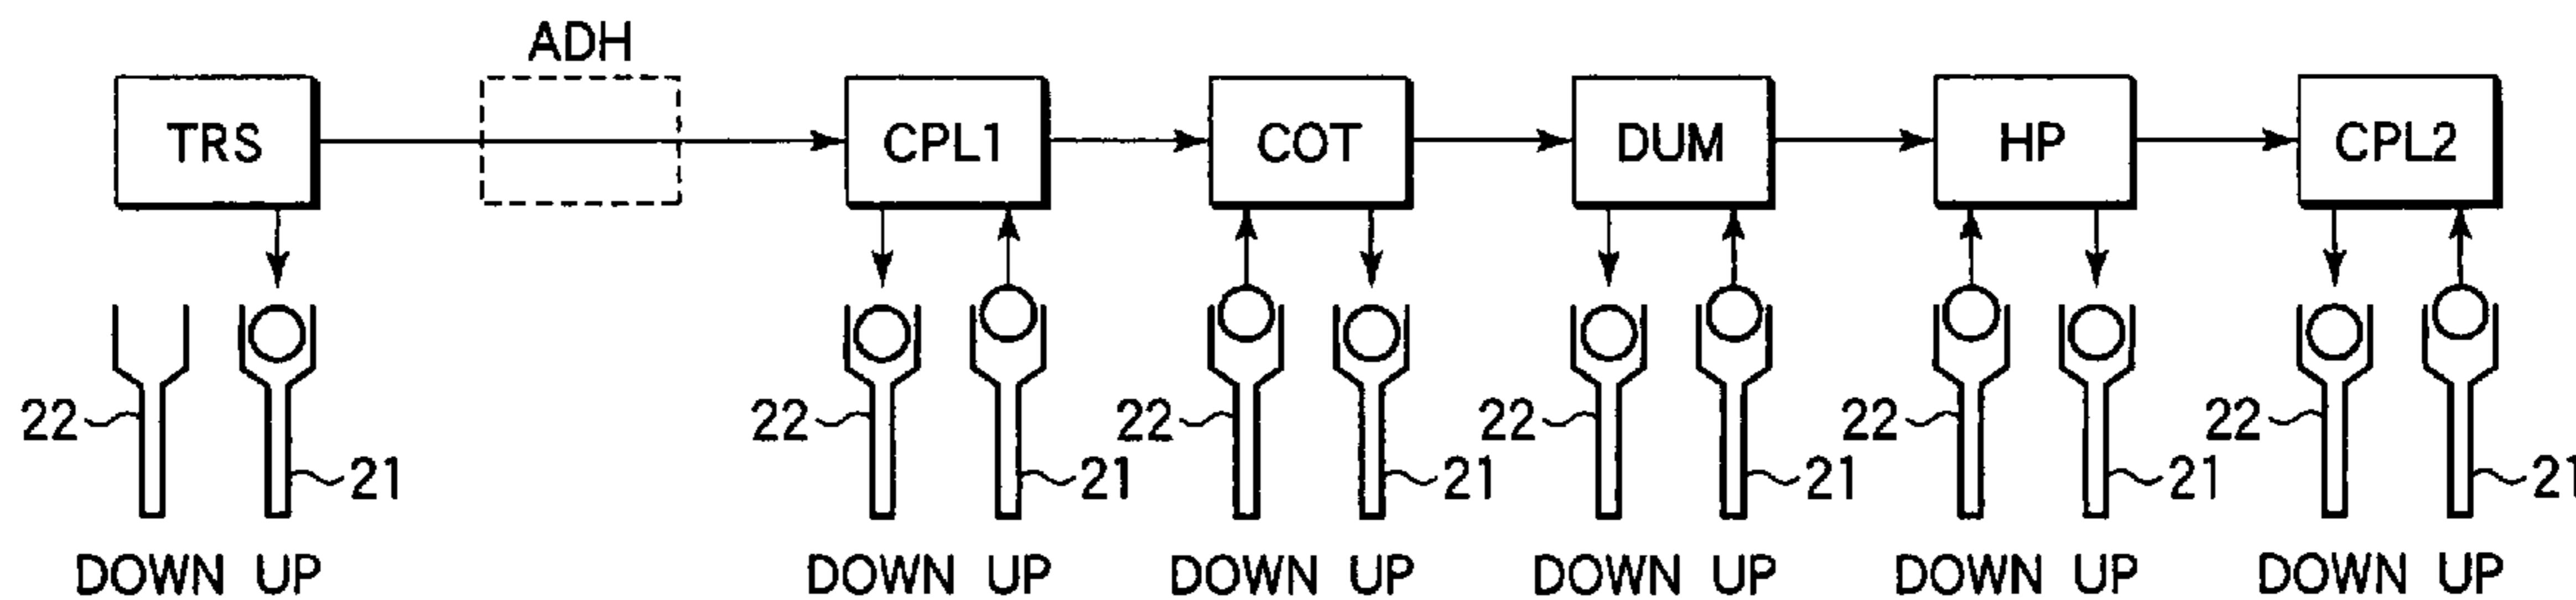 ADH
TRS CPL1 COT DUM HP CPL2
22 22 22 22 22 22
21 21 21 21 21 21
DOWN UP DOWN UP DOWN UP DOWN UP DOWN UP DOWN UP